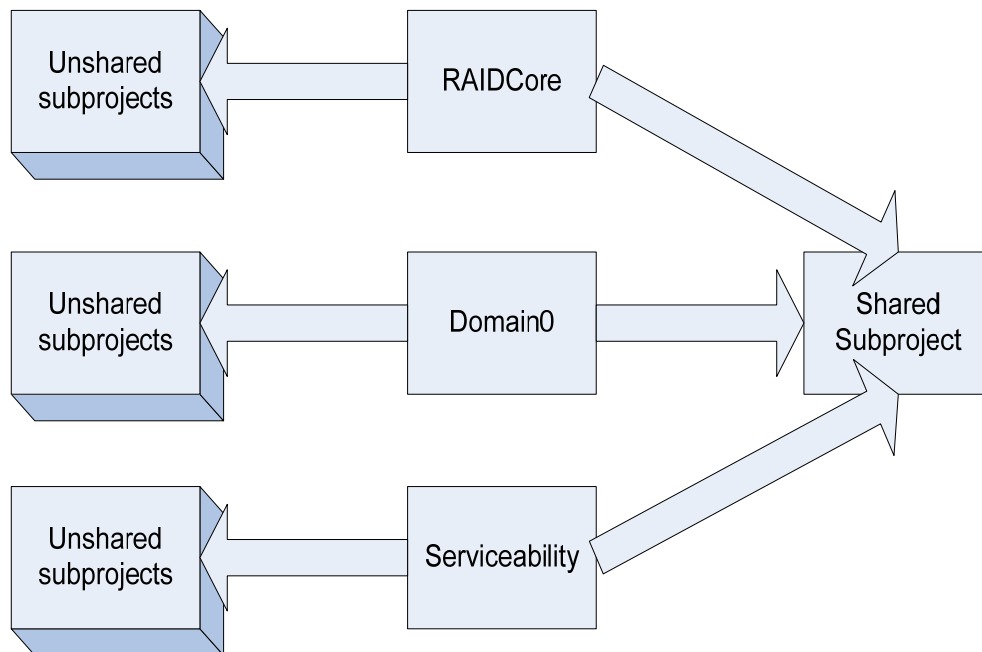 Unshared
subprojects
RAIDCore
Unshared
subprojects
Domain0
Shared
Subproject
Unshared
subprojects
Serviceability